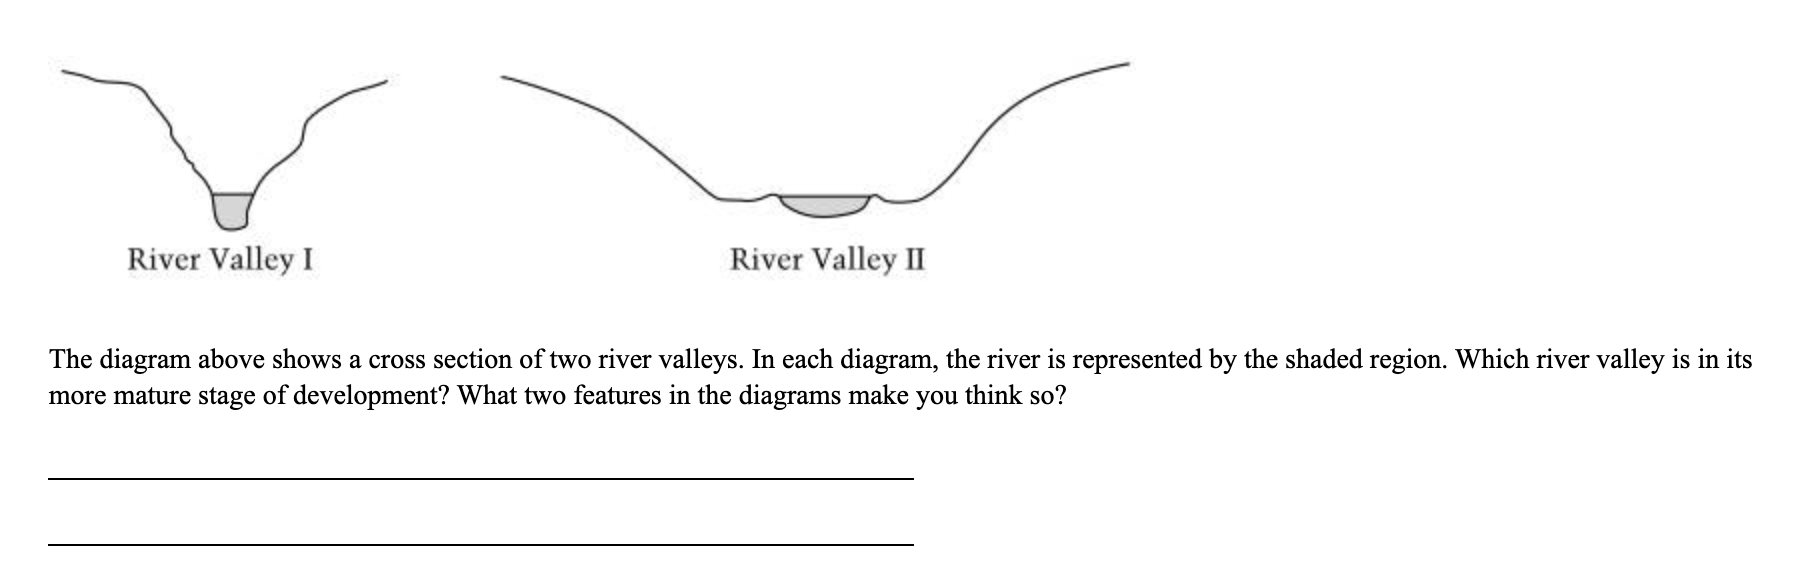 River Valley I
River Valley II
The diagram above shows a cross section of two river valleys. In each diagram, the river is represented by the shaded region. Which river valley is in its
more mature stage of development? What two features in the diagrams make you think so?